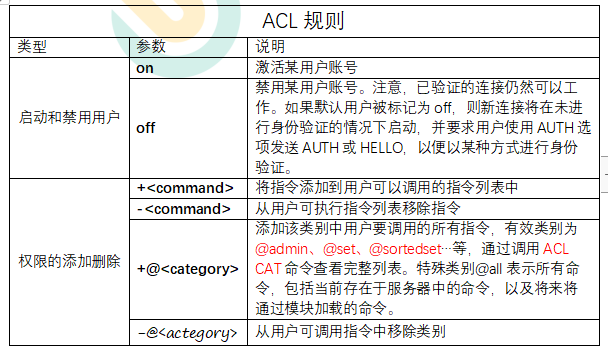 ACL 规则
类型 参数 说明
启动和禁用用户
on 激活某用户账号
off
禁用某用户账号。注意，已验证的连接仍然可以工
作。如果默认用户被标记为 off，则新连接将在未进
行身份验证的情况下启动，并要求用户使用 AUTH 选
项发送 AUTH 或 HELLO，以便以某种方式进行身份
验证。
权限的添加删除
+<command> 将指令添加到用户可以调用的指令列表中
-<command> 从用户可执行指令列表移除指令
+@<category>
添加该类别中用户要调用的所有指令，有效类别为
@admin、@set、@sortedset…等，通过调用 ACL
CAT 命令查看完整列表。特殊类别@all 表示所有命
令，包括当前存在于服务器中的命令，以及将来将
通过模块加载的命令。
-@<actegory> 从用户可调用指令中移除类别